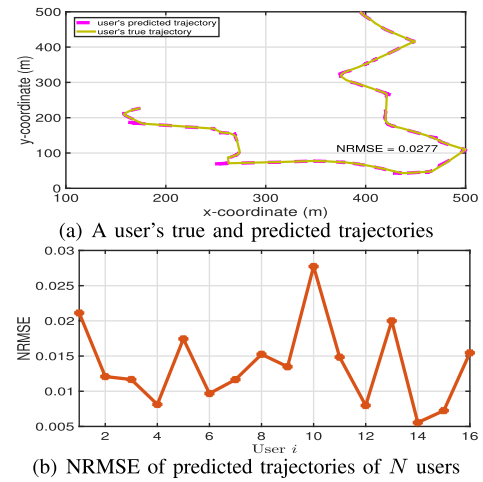 500
400
300
200
100
0
y-coordinate (m)
user's predicted trajectory
user's true trajectory
NRMSE = 0.0277
100
200
300
400
500
x-coordinate (m)
(a) A user's true and predicted trajectories
0.03
0.025
0.02
0.015
0.01
0.005
NRMSE
2
4
6
8
10
12
14
16
User i
(b) NRMSE of predicted trajectories of N users